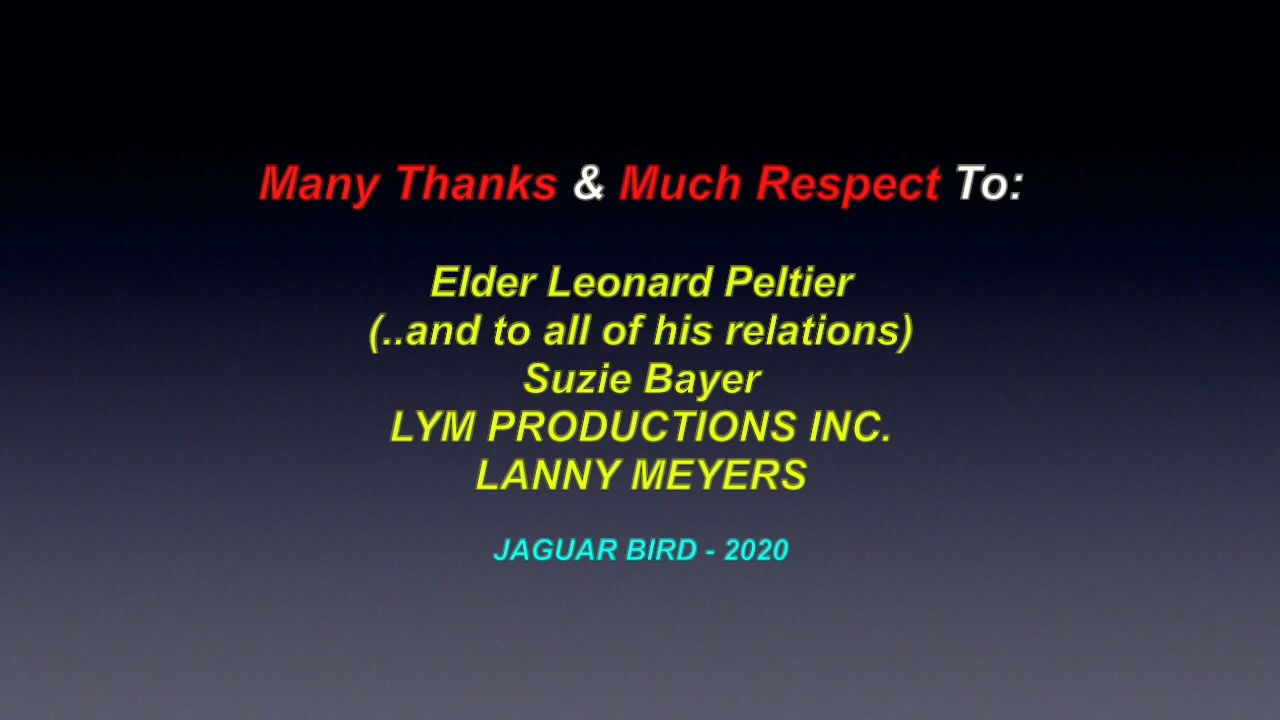 Many Thanks & Much Respect To:
Elder Leonard Peltier
(..and to all of his relations)
Suzie Bayer
LYM PRODUCTIONS INC.
LANNY MEYERS
JAGUAR BIRD - 2020